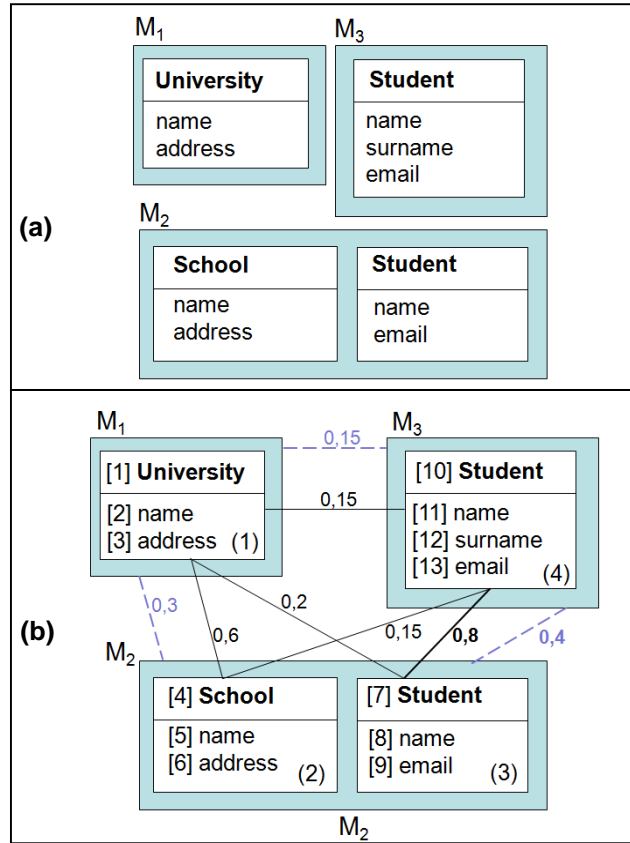 M₁
M₃
University
name
address
Student
name
surname
email
(a)
M₂
School
name
address
Student
name
email
M₁
M₃
0,15
[1] University
[2] name
[3] address (1)
0,15
[10] Student
[11] name
[12] surname
[13] email
(4)
0,3
0,6
0,2
0,15
0,8
0,4
(b)
M₂
[4] School
[5] name
[6] address
(2)
[7] Student
[8] name
[9] email
(3)
M₂